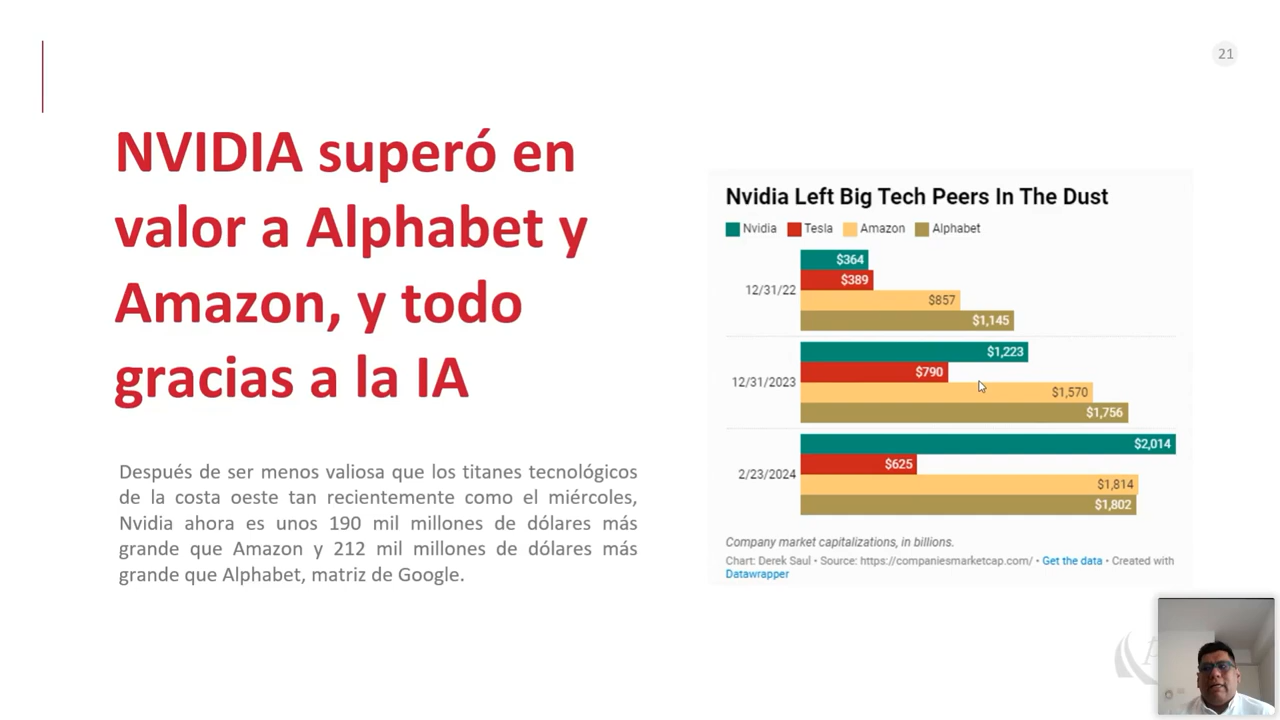 21
NVIDIA superó en
valor a Alphabet y
Amazon, y todo
gracias a la IA
Después de ser menos valiosa que los titanes tecnológicos
de la costa oeste tan recientemente como el miércoles,
Nvidia ahora es unos 190 mil millones de dólares más
grande que Amazon y 212 mil millones de dólares más
grande que Alphabet, matriz de Google.
Nvidia Left Big Tech Peers In The Dust
Nvidia Tesla Amazon Alphabet
12/31/22
$364
$389
$857
$1,145
12/31/2023
$1,223
$790
$1,570
$1,756
2/23/2024
$2,014
$625
$1,814
$1,802
Company market capitalizations, in billions.
Chart: Derek Saul • Source: https://companiesmarketcap.com/ • Get the data • Created with
Datawrapper